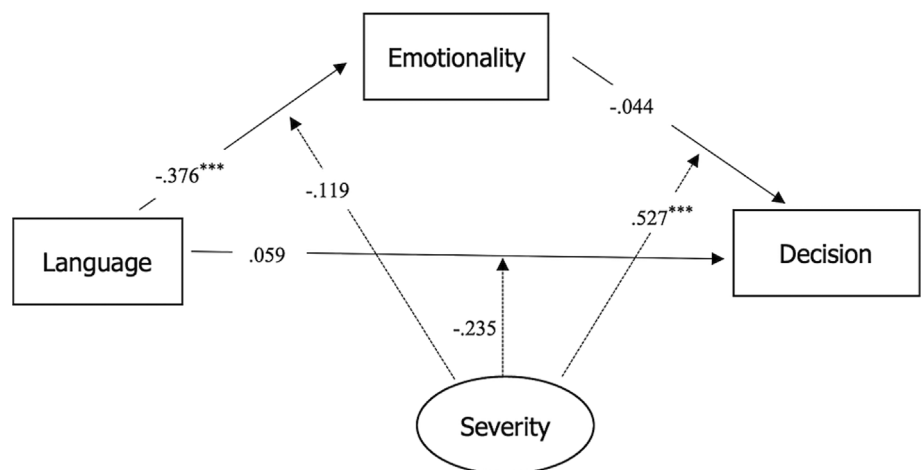 Emotionality
-.044
-.376***
-.119
.527***
Language
.059
Decision
-.235
Severity